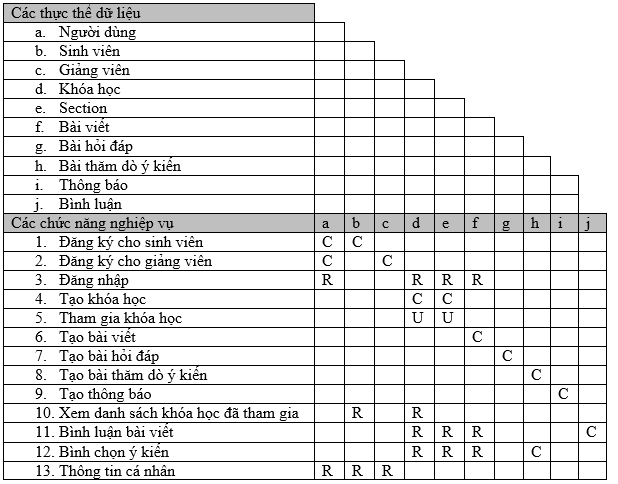 Các thực thể dữ liệu
a. Người dùng
b. Sinh viên
c. Giảng viên
d. Khóa học
e. Section
f. Bài viết
g. Bài hỏi đáp
h. Bài thăm dò ý kiến
i. Thông báo
j. Bình luận
Các chức năng nghiệp vụ a b c d e f g h i j
1. Đăng ký cho sinh viên C C
2. Đăng ký cho giảng viên C C
3. Đăng nhập R R R R
4. Tạo khóa học C C
5. Tham gia khóa học U U
6. Tạo bài viết C
7. Tạo bài hỏi đáp C
8. Tạo bài thăm dò ý kiến C
9. Tạo thông báo C
10. Xem danh sách khóa học đã tham gia R R
11. Bình luận bài viết R R R C
12. Bình chọn ý kiến R R R C
13. Thông tin cá nhân R R R